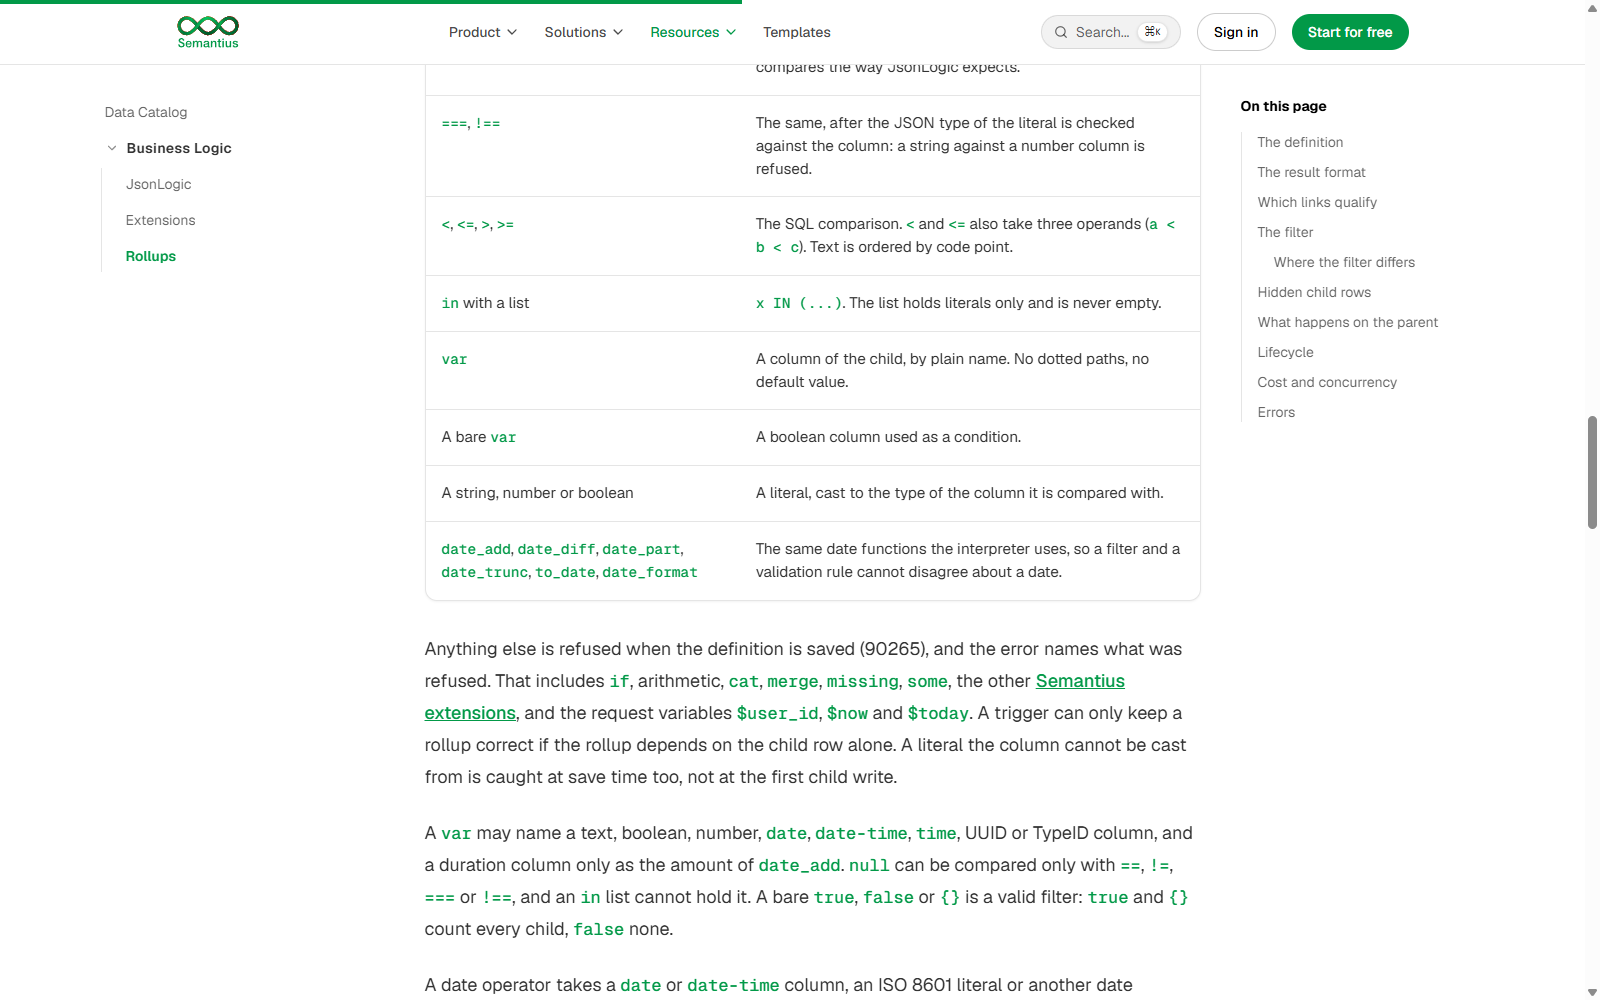 Semantius
Product
Solutions
Resources
Templates
Search... ⌘K
Sign in
Start for free
Data Catalog
Business Logic
JsonLogic
Extensions
Rollups
compares the way JsonLogic expects.
===, !==
The same, after the JSON type of the literal is checked
against the column: a string against a number column is
refused.
<, <=, >, >=
The SQL comparison. < and <= also take three operands (a <
b < c). Text is ordered by code point.
in with a list
x IN (...). The list holds literals only and is never empty.
var
A column of the child, by plain name. No dotted paths, no
default value.
A bare var
A boolean column used as a condition.
A string, number or boolean
A literal, cast to the type of the column it is compared with.
date_add, date_diff, date_part,
date_trunc, to_date, date_format
The same date functions the interpreter uses, so a filter and a
validation rule cannot disagree about a date.
Anything else is refused when the definition is saved (90265), and the error names what was
refused. That includes if, arithmetic, cat, merge, missing, some, the other Semantius
extensions, and the request variables $user_id, $now and $today. A trigger can only keep a
rollup correct if the rollup depends on the child row alone. A literal the column cannot be cast
from is caught at save time too, not at the first child write.
A var may name a text, boolean, number, date, date-time, time, UUID or TypeID column, and
a duration column only as the amount of date_add. null can be compared only with ==, !=,
=== or !==, and an in list cannot hold it. A bare true, false or {} is a valid filter: true and {}
count every child, false none.
A date operator takes a date or date-time column, an ISO 8601 literal or another date
On this page
The definition
The result format
Which links qualify
The filter
Where the filter differs
Hidden child rows
What happens on the parent
Lifecycle
Cost and concurrency
Errors